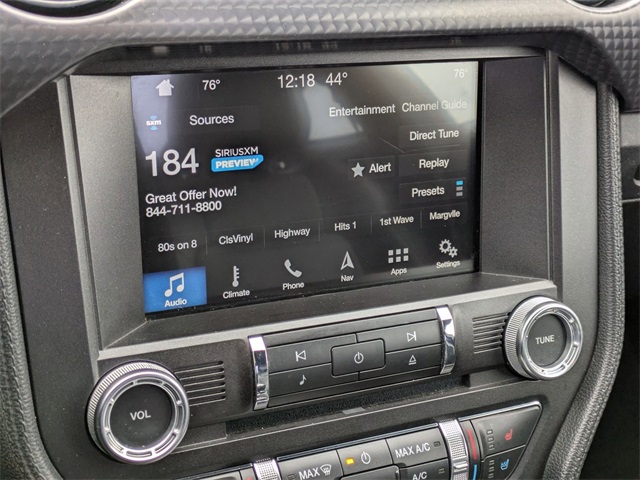 76° 12:18 44° 76°
sxm Sources Entertainment Channel Guide
Direct Tune
184 SIRIUSXM PREVIEW
Alert Replay
Great Offer Now!
844-711-8800
Presets
80s on 8 ClsVinyl Highway Hits 1 1st Wave Margvlle
Audio Climate Phone Nav Apps Settings
VOL
TUNE
MAX
MAX A/C
A/C